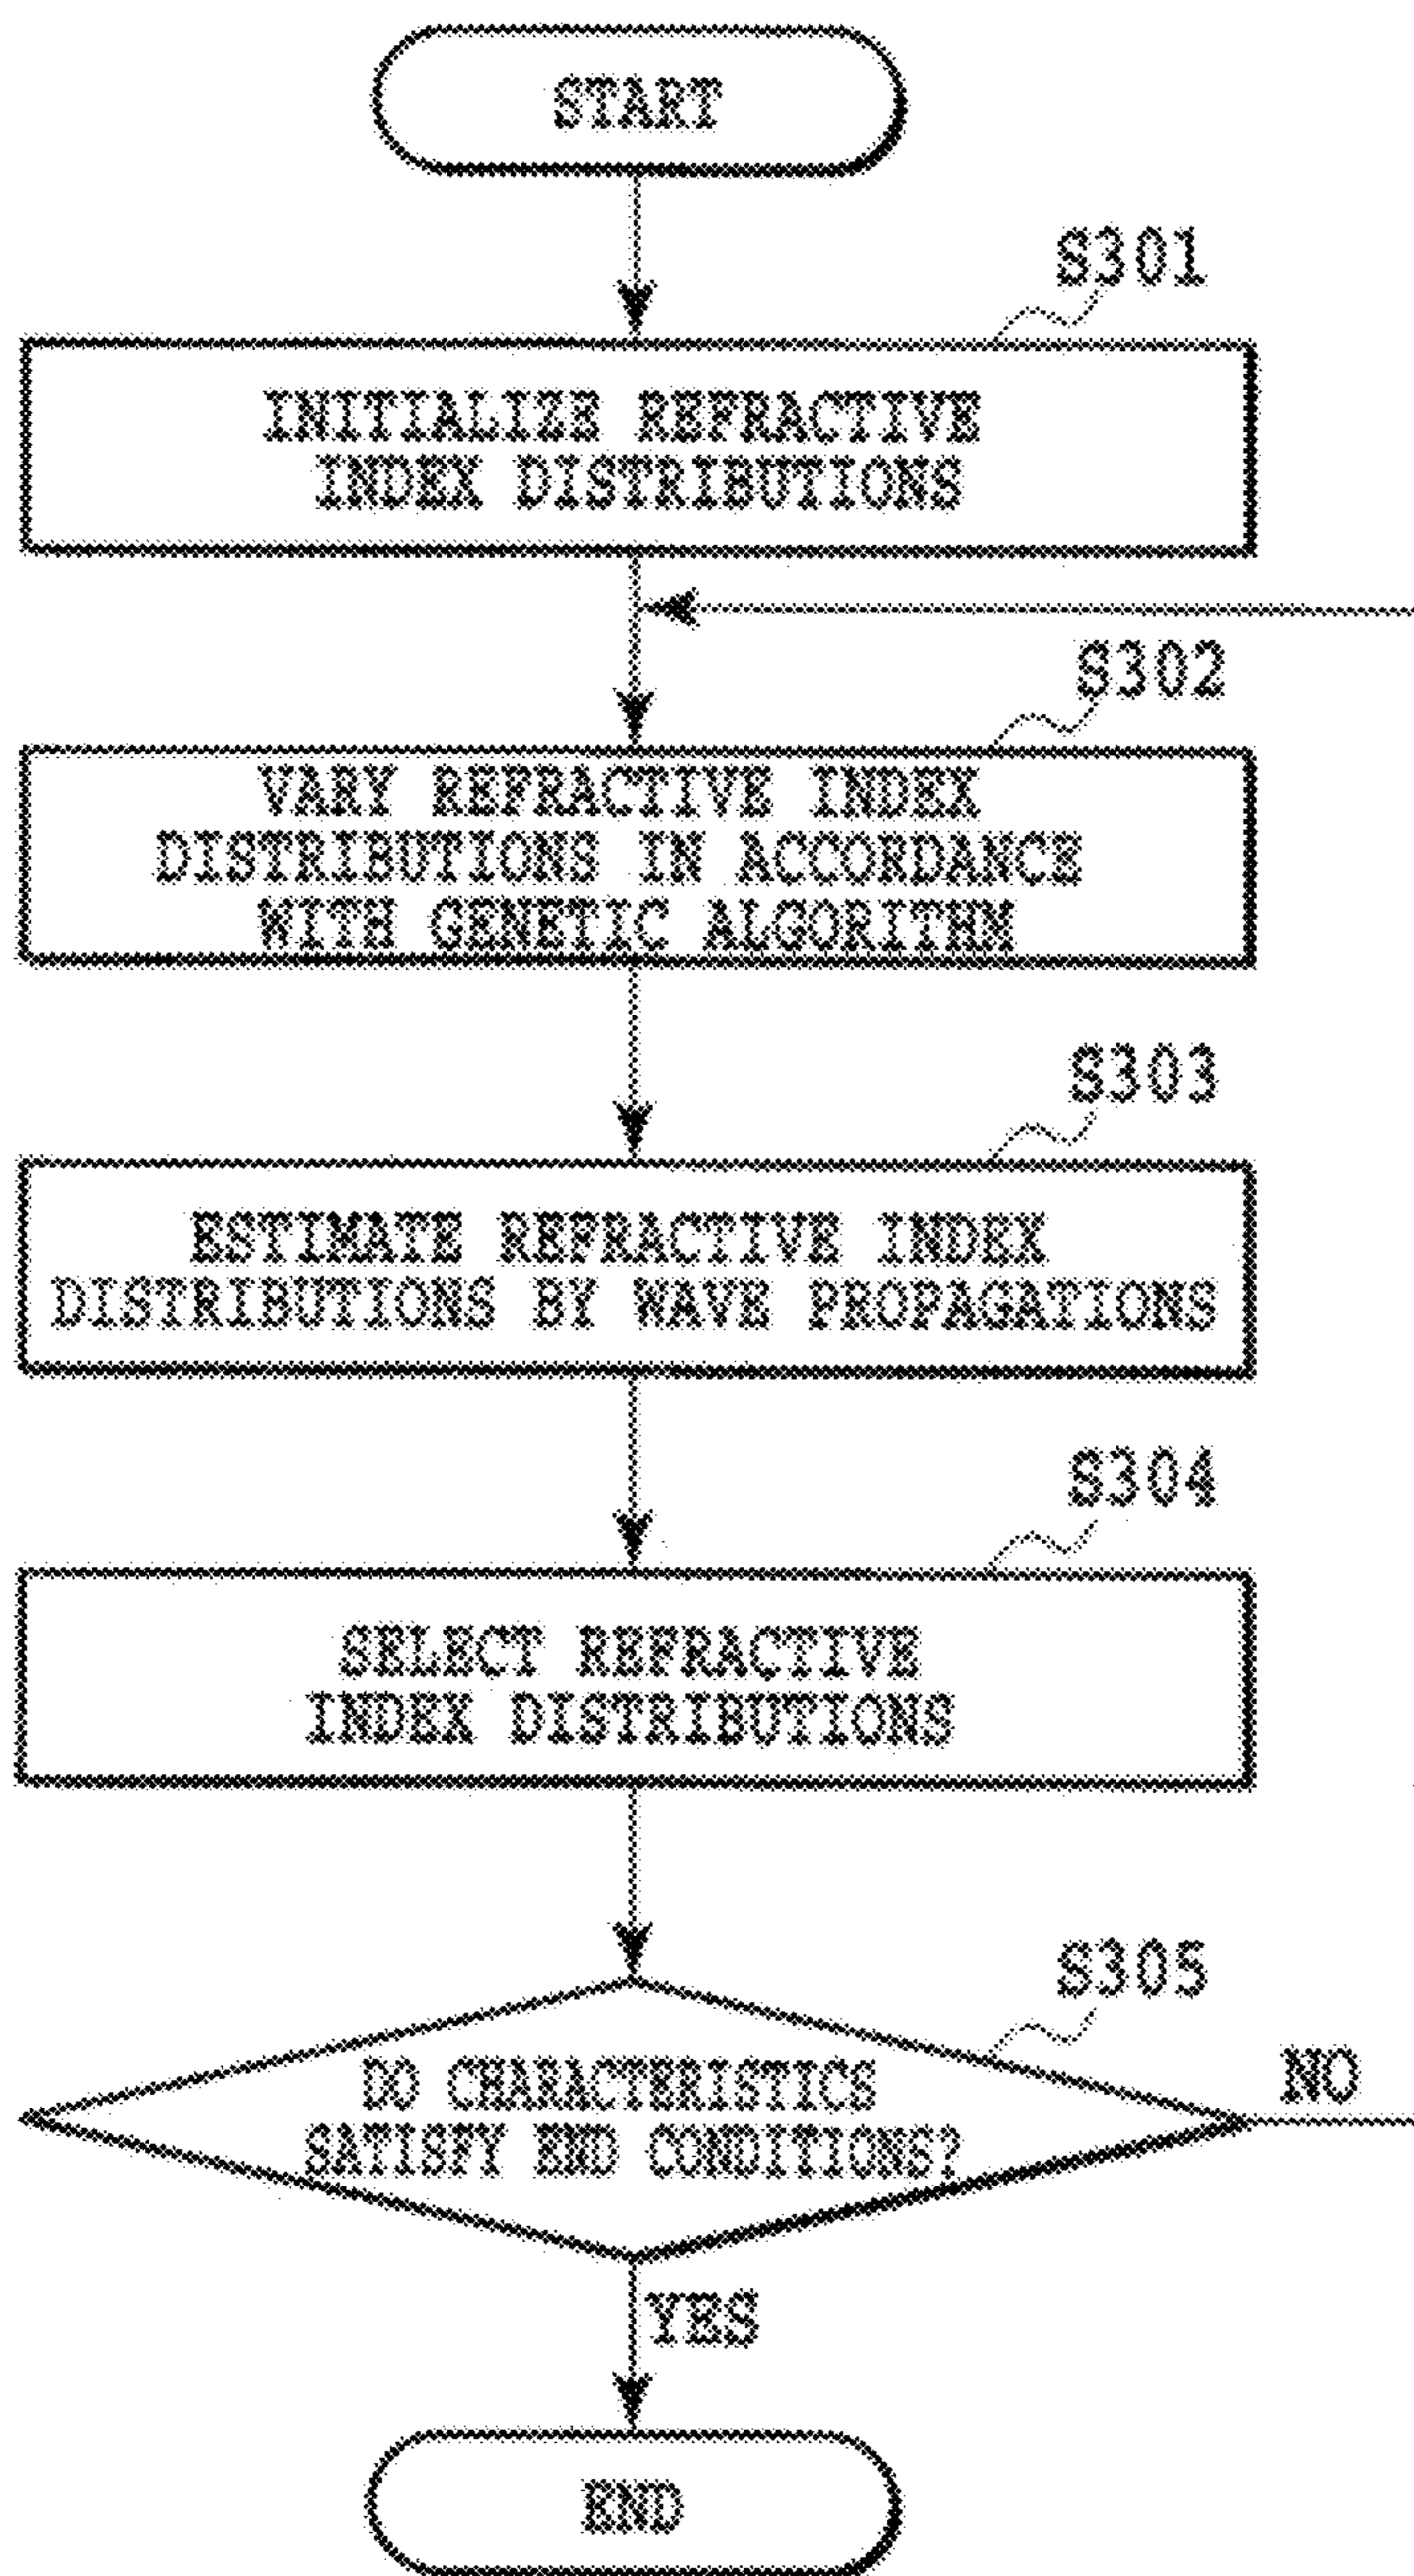 START
S301
INITIALIZE REFRACTIVE
INDEX DISTRIBUTIONS
S302
VARY REFRACTIVE INDEX
DISTRIBUTIONS IN ACCORDANCE
WITH GENETIC ALGORITHM
S303
ESTIMATE REFRACTIVE INDEX
DISTRIBUTIONS BY WAVE PROPAGATIONS
S304
SELECT REFRACTIVE
INDEX DISTRIBUTIONS
S305
DO CHARACTERISTICS
SATISFY END CONDITIONS?
NO
YES
END